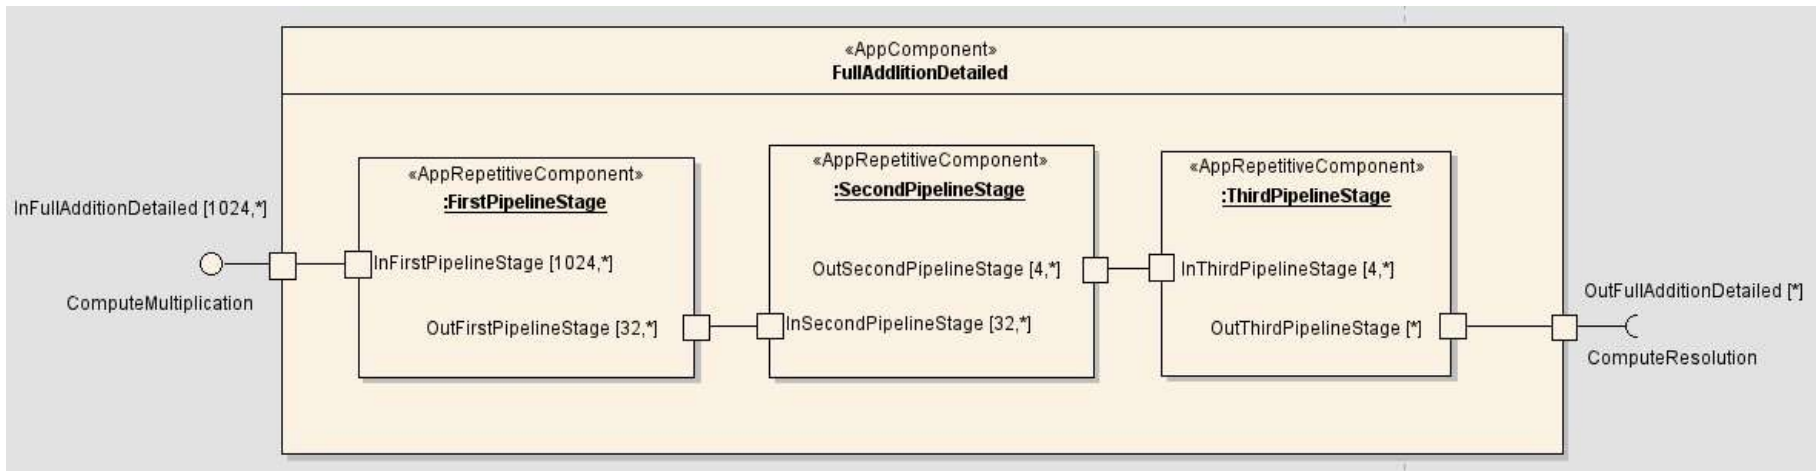 «AppComponent»
FullAddlitionDetailed
InFullAdditionDetailed [1024,*]
ComputeMultiplication
«AppRepetitiveComponent»
:FirstPipelineStage
InFirstPipelineStage [1024,*]
OutFirstPipelineStage [32,*]
«AppRepetitiveComponent»
:SecondPipelineStage
OutSecondPipelineStage [4,*]
InSecondPipelineStage [32,*]
«AppRepetitiveComponent»
:ThirdPipelineStage
InThirdPipelineStage [4,*]
OutThirdPipelineStage [*]
OutFullAdditionDetailed [*]
ComputeResolution